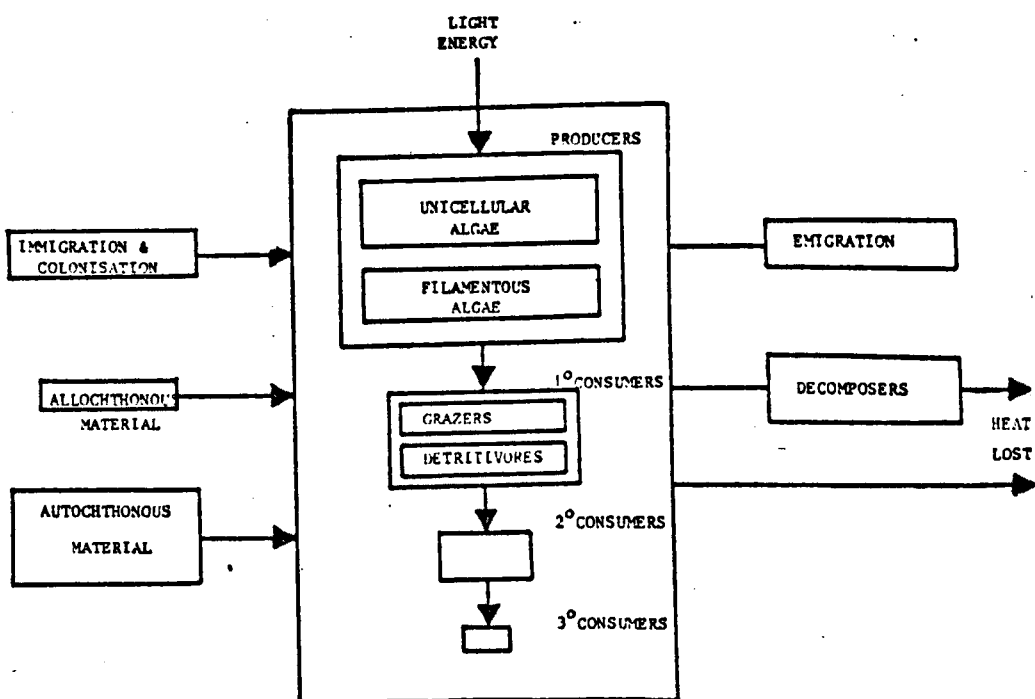 LIGHT
ENERGY
PRODUCERS
UNICELLULAR
ALGAE
IMMIGRATION &
COLONISATION
EMIGRATION
FILAMENTOUS
ALGAE
1° CONSUMERS
GRAZERS
DETRITIVORES
ALLOCHTHONOUS
MATERIAL
DECOMPOSERS
HEAT
LOST
AUTOCHTHONOUS
MATERIAL
2° CONSUMERS
3° CONSUMERS